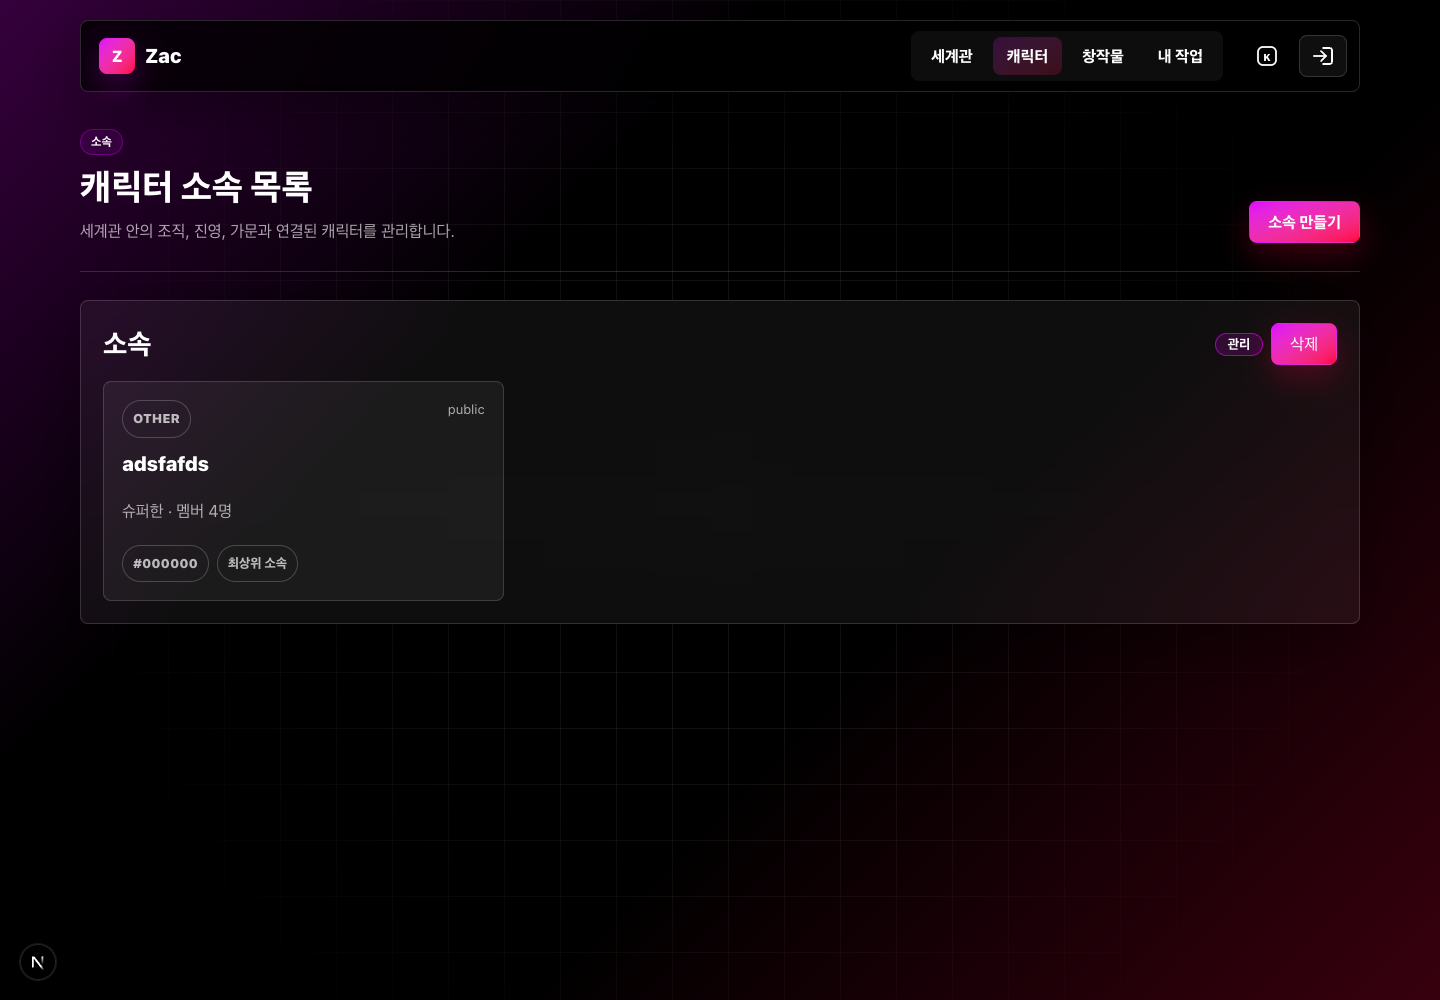 Z Zac 세계관 캐릭터 창작물 내 작업 K
소속
캐릭터 소속 목록
세계관 안의 조직, 진영, 가문과 연결된 캐릭터를 관리합니다.
소속 만들기
소속 관리 삭제
OTHER public
adsfafds
슈퍼한 · 멤버 4명
#000000 최상위 소속
N